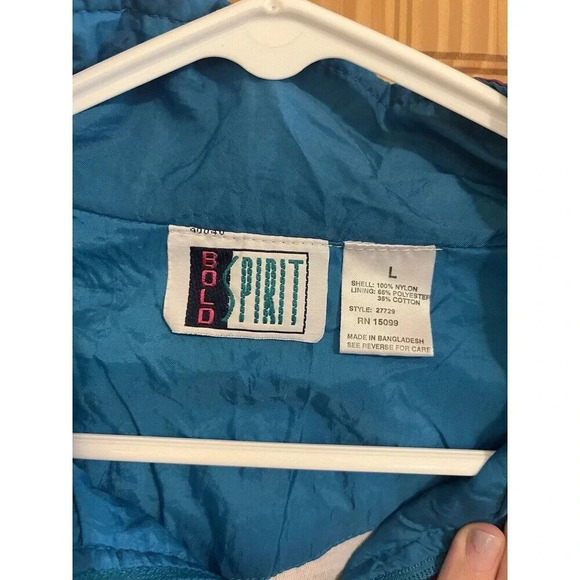 BOLD
SPIRIT
L
SHELL: 100% NYLON
LINING: 65% POLYESTER
35% COTTON
STYLE: 27729
RN 15099
MADE IN BANGLADESH
SEE REVERSE FOR CARE